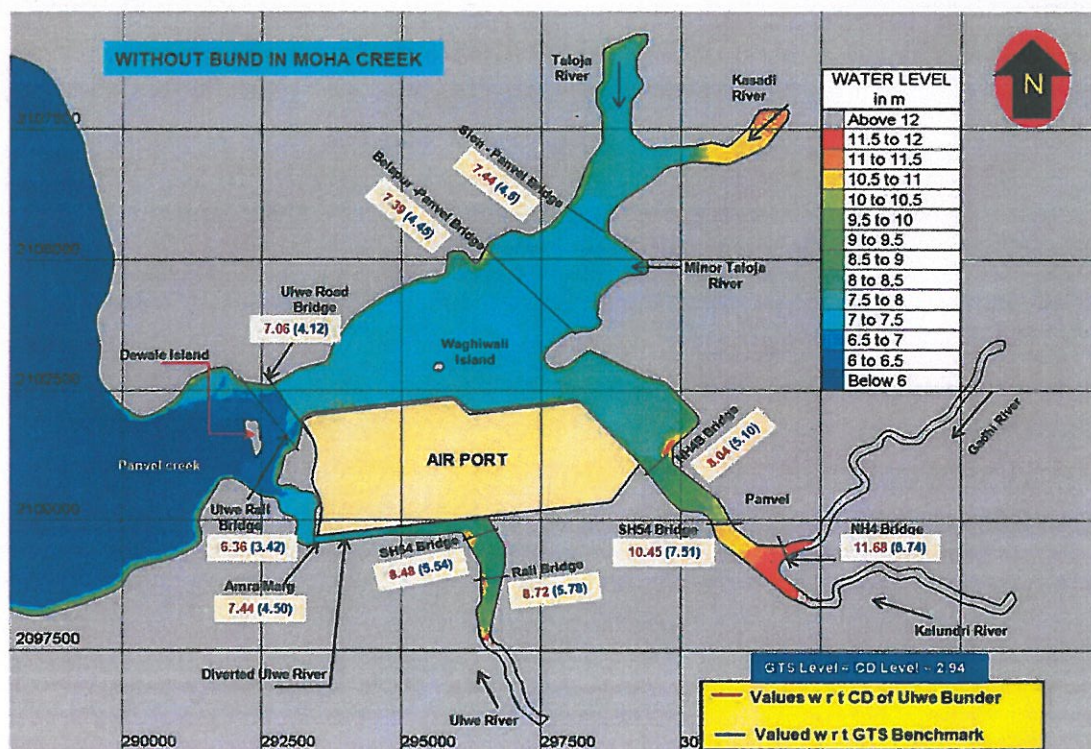 WITHOUT BUND IN MOHA CREEK
Taloja
River
Kasadi
River
N
WATER LEVEL
in m
Above 12
11.5 to 12
11 to 11.5
10.5 to 11
10 to 10.5
9.5 to 10
9 to 9.5
8.5 to 9
8 to 8.5
7.5 to 8
7 to 7.5
6.5 to 7
6 to 6.5
Below 6
Sion - Panvel Bridge
7.44 (4.5)
Belapur -Panvel Bridge
7.39 (4.45)
Minor Taloja
River
Ulwe Road
Bridge
7.06 (4.12)
Dewale Island
Waghiwali
Island
2102500
Panvel creek
AIR PORT
NH4B Bridge
8.04 (5.10)
Gadhi River
2100000
Panvel
Ulwe Rail
Bridge
6.36 (3.42)
SH54 Bridge
8.48 (5.54)
SH54 Bridge
10.45 (7.51)
NH4 Bridge
11.68 (8.74)
Amra Marg
7.44 (4.50)
Rail Bridge
8.72 (5.78)
Kalundri River
2097500
Diverted Ulwe River
Ulwe River
GTS Level = CD Level - 2.94
Values w r t CD of Ulwe Bunder
Valued w r t GTS Benchmark
290000
292500
295000
297500